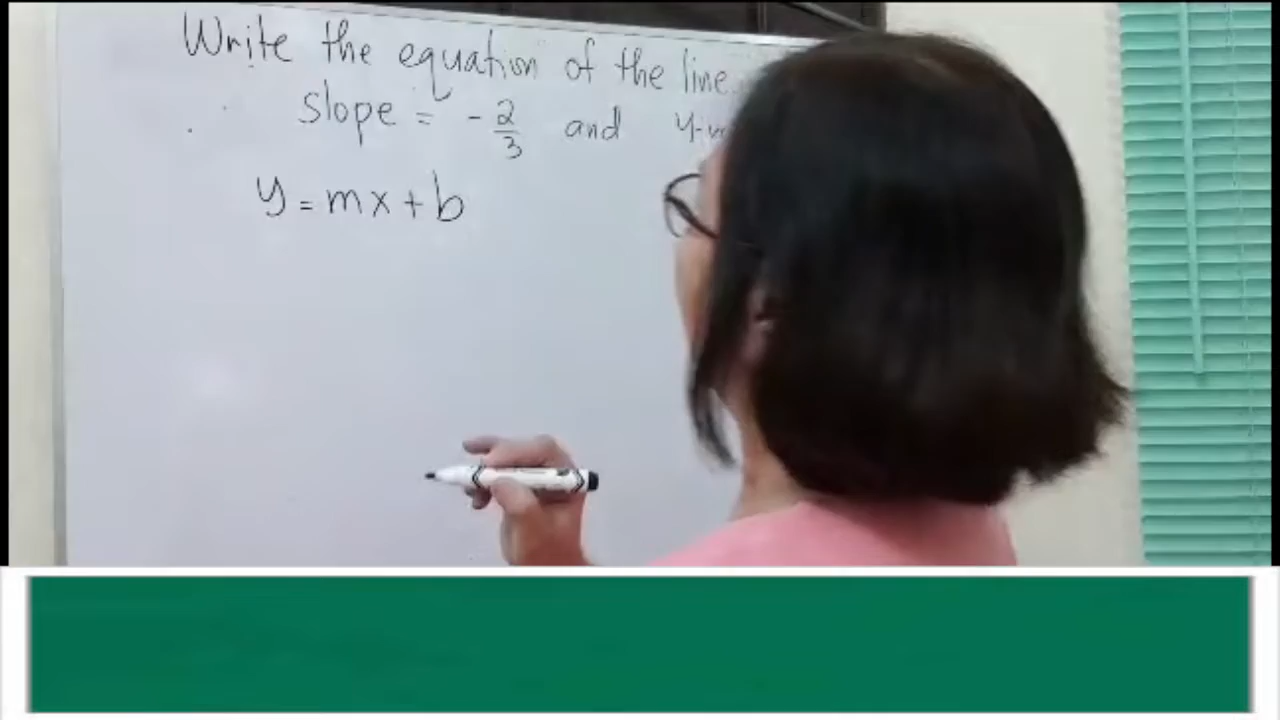 Write the equation of the line
slope = - 2/3 and
y = mx + b